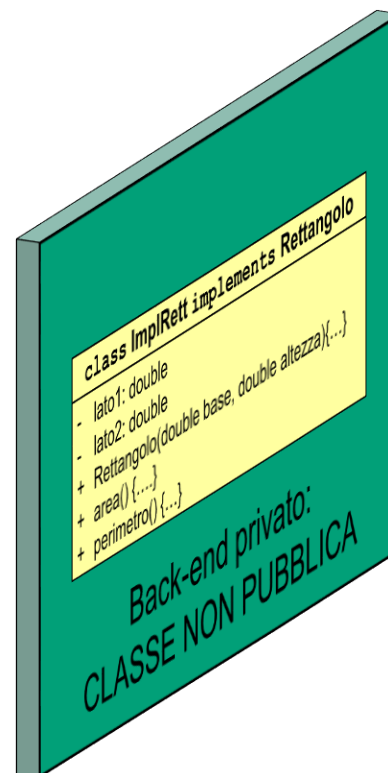 class ImplRett implements Rettangolo
- lato1: double
- lato2: double
+ Rettangolo(double base, double altezza){...}
+ area() {....}
+ perimetro() {...}
Back-end privato:
CLASSE NON PUBBLICA